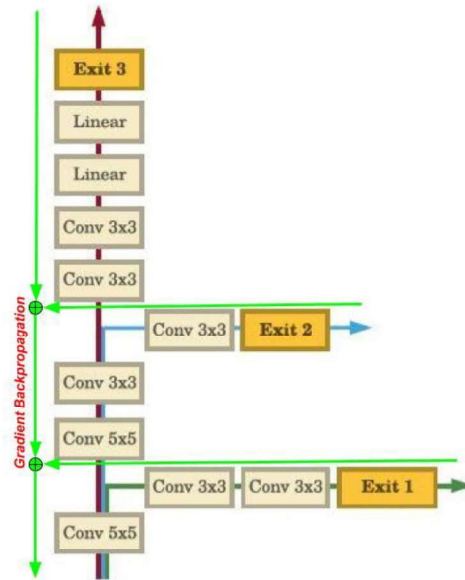 Exit 3
Linear
Linear
Conv 3x3
Conv 3x3
Conv 3x3 Exit 2
Conv 3x3
Conv 5x5
Conv 3x3 Conv 3x3 Exit 1
Conv 5x5
Gradient Backpropagation